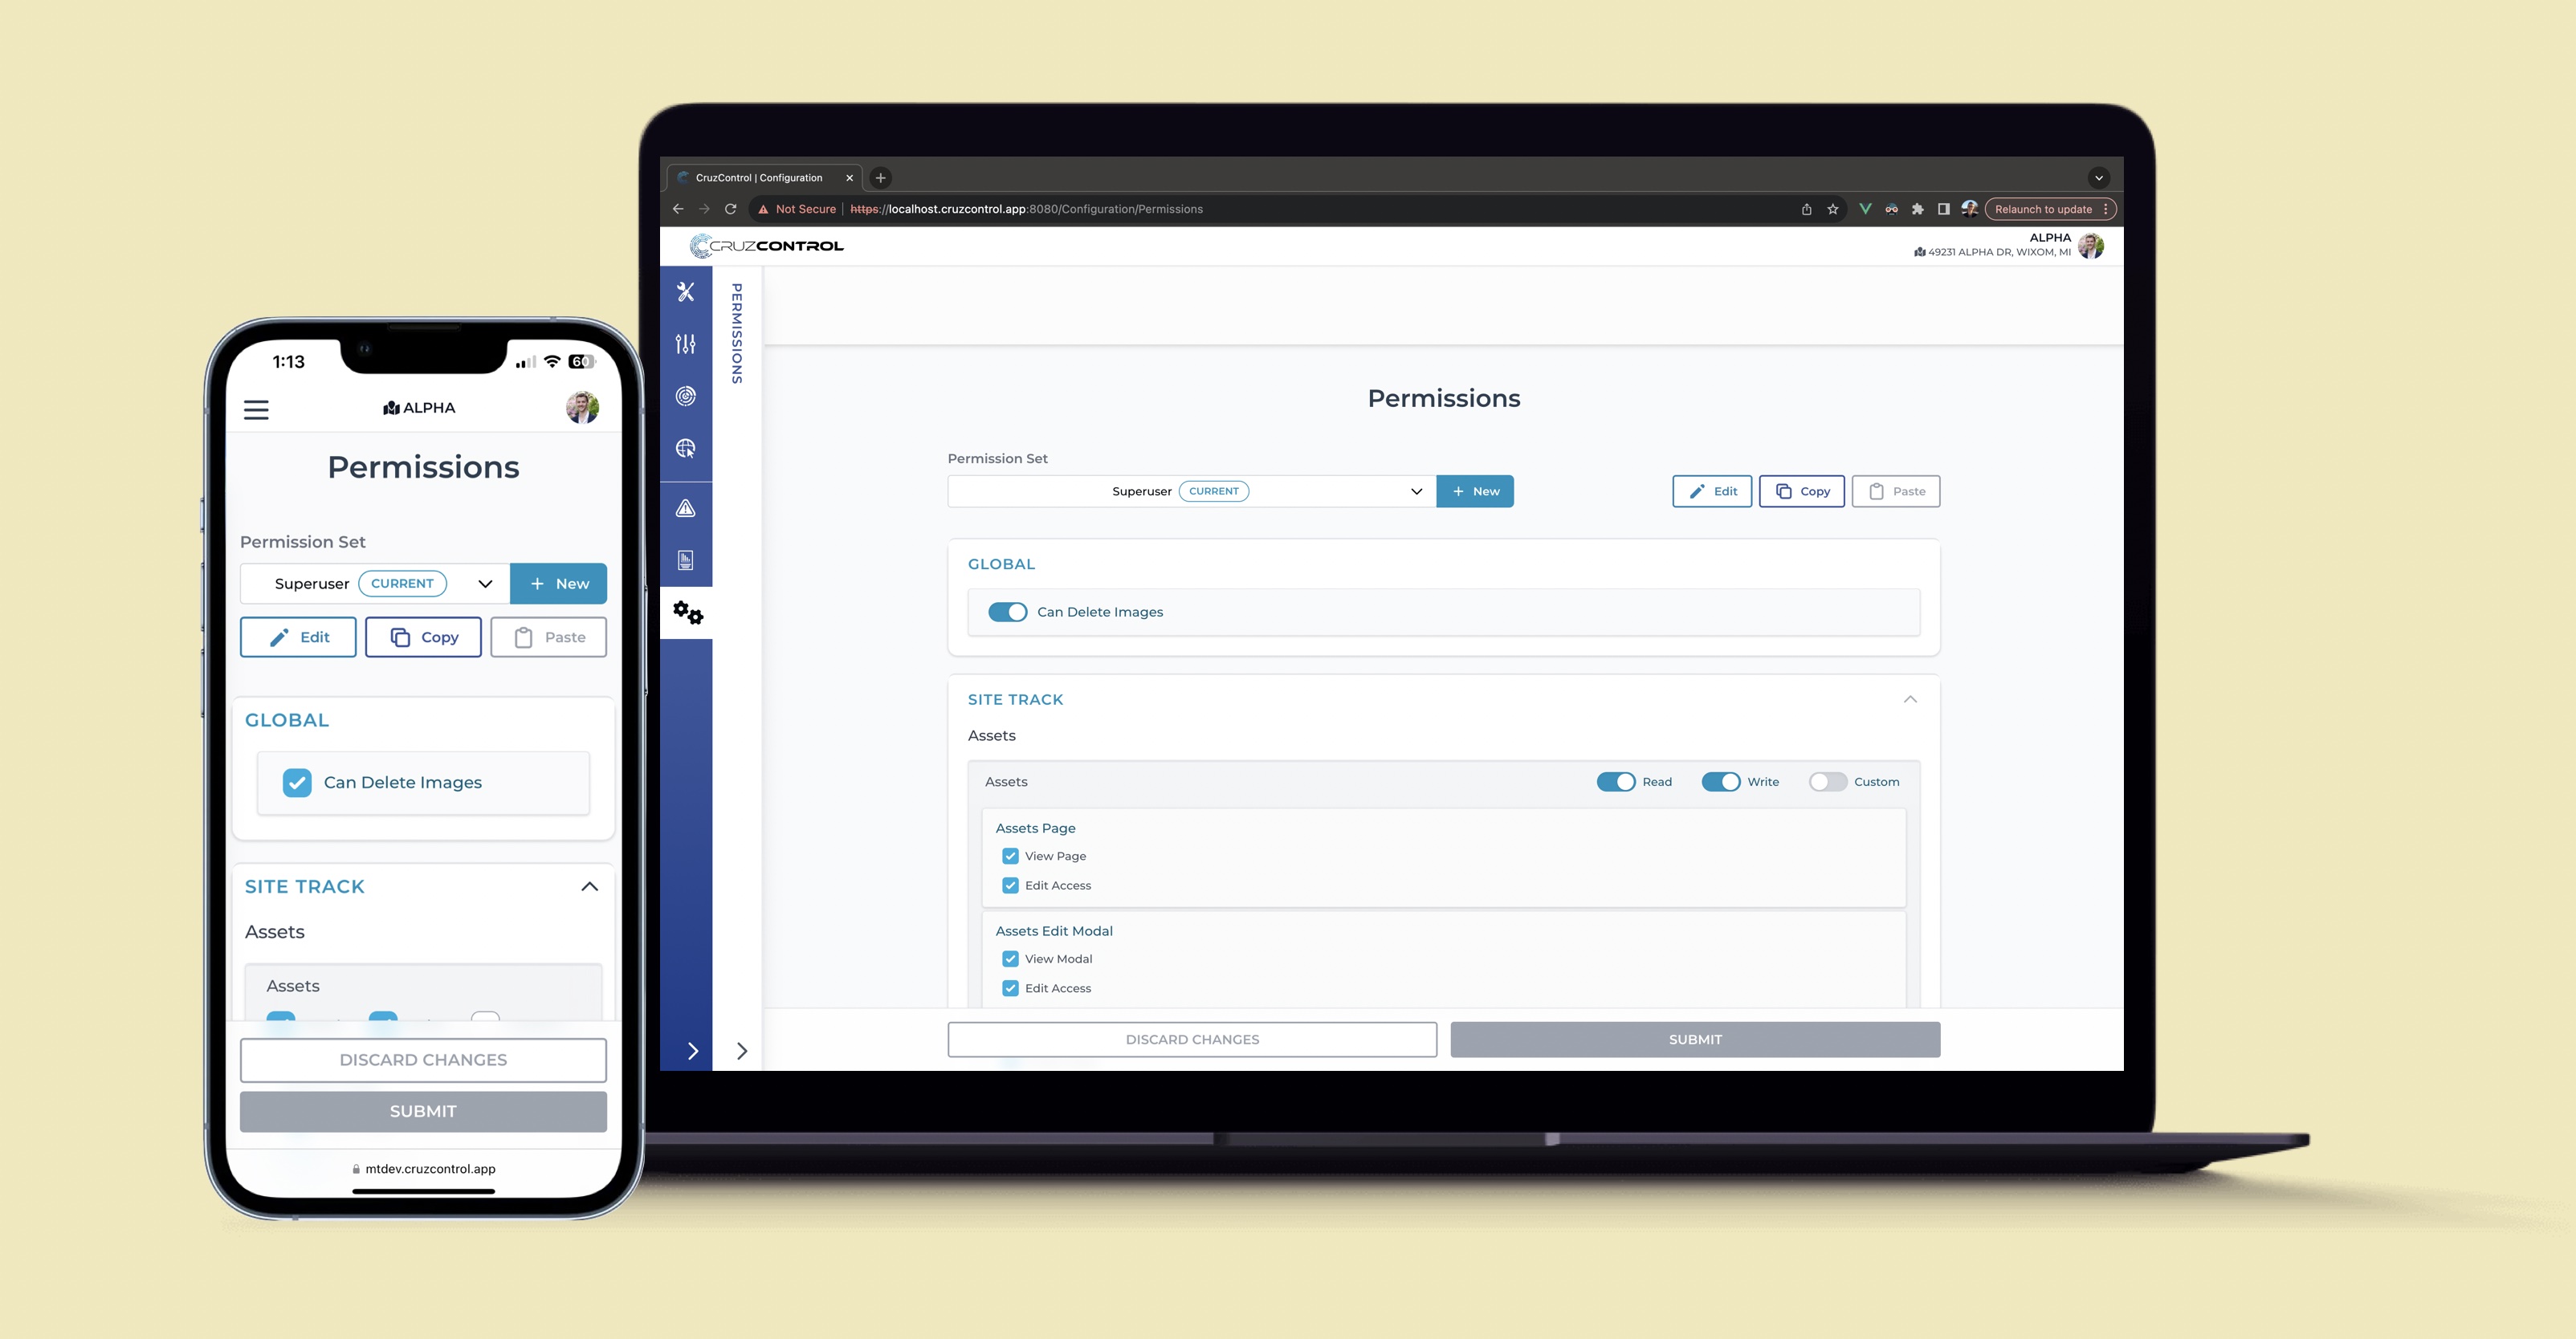 1:13
60
ALPHA
Permissions
Permission Set
Superuser CURRENT
+ New
Edit
Copy
Paste
GLOBAL
Can Delete Images
SITE TRACK
Assets
Assets
DISCARD CHANGES
SUBMIT
mtdev.cruzcontrol.app
CruzControl | Configuration
Not Secure | https://localhost.cruzcontrol.app:8080/Configuration/Permissions
Relaunch to update
CRUZCONTROL
ALPHA
49231 ALPHA DR, WIXOM, MI
PERMISSIONS
Permissions
Permission Set
Superuser CURRENT
+ New
Edit
Copy
Paste
GLOBAL
Can Delete Images
SITE TRACK
Assets
Assets
Read
Write
Custom
Assets Page
View Page
Edit Access
Assets Edit Modal
View Modal
Edit Access
DISCARD CHANGES
SUBMIT